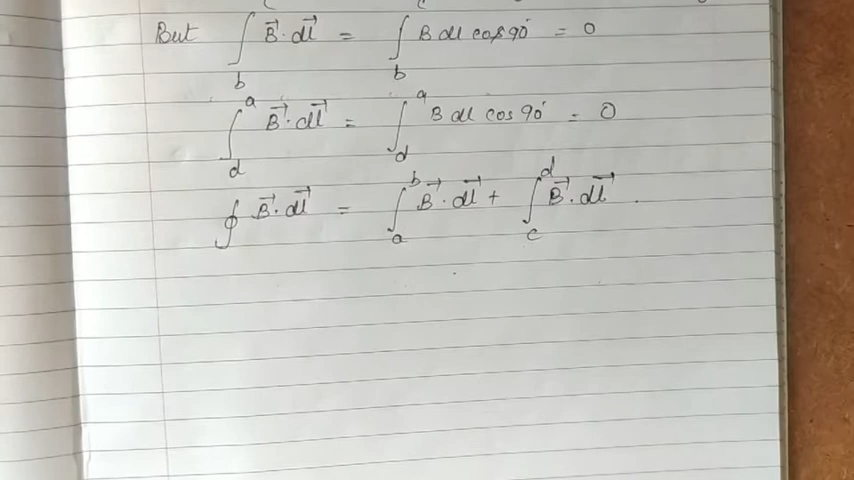 But ∫_b^c B⃗·dl⃗ = ∫_b^c B dl cos 90° = 0
∫_d^a B⃗·dl⃗ = ∫_d^a B dl cos 90° = 0
∮ B⃗·dl⃗ = ∫_a^b B⃗·dl⃗ + ∫_c^d B⃗·dl⃗ .